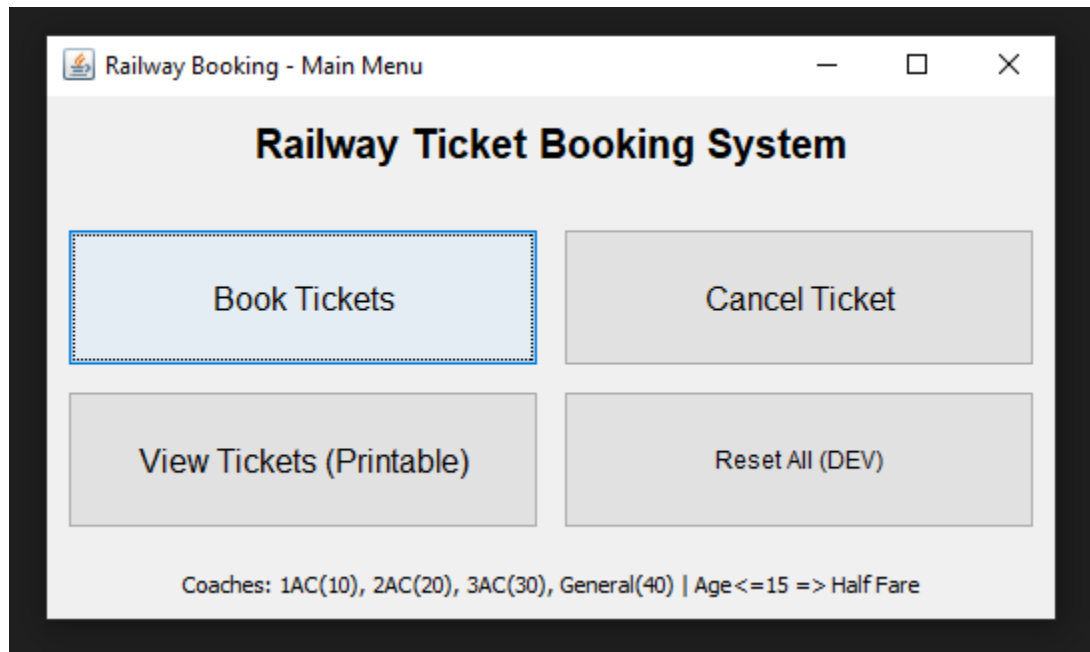 Railway Booking - Main Menu
Railway Ticket Booking System
Book Tickets
Cancel Ticket
View Tickets (Printable)
Reset All (DEV)
Coaches: 1AC(10), 2AC(20), 3AC(30), General(40) | Age<=15 => Half Fare